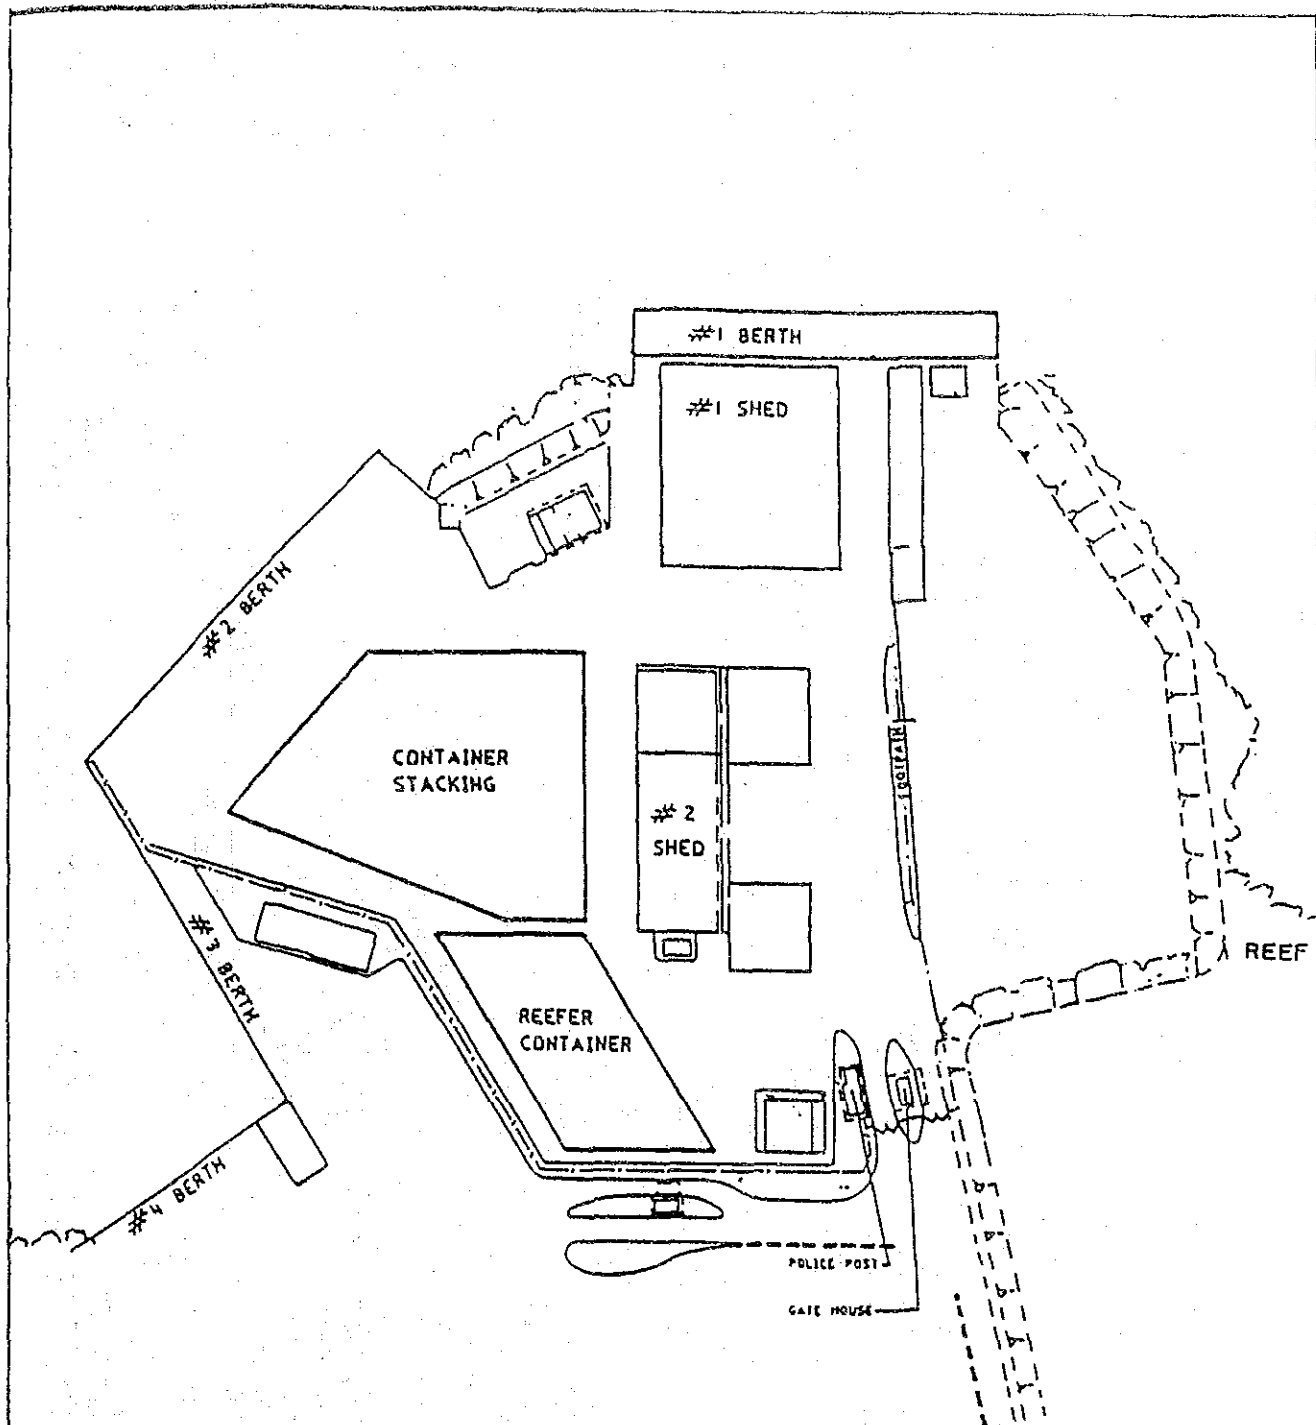 #1 BERTH
#1 SHED
#2 BERTH
CONTAINER
STACKING
FOOTPATH
#2
SHED
#3 BERTH
REEF
REEFER
CONTAINER
#4 BERTH
POLICE POST
GATE HOUSE